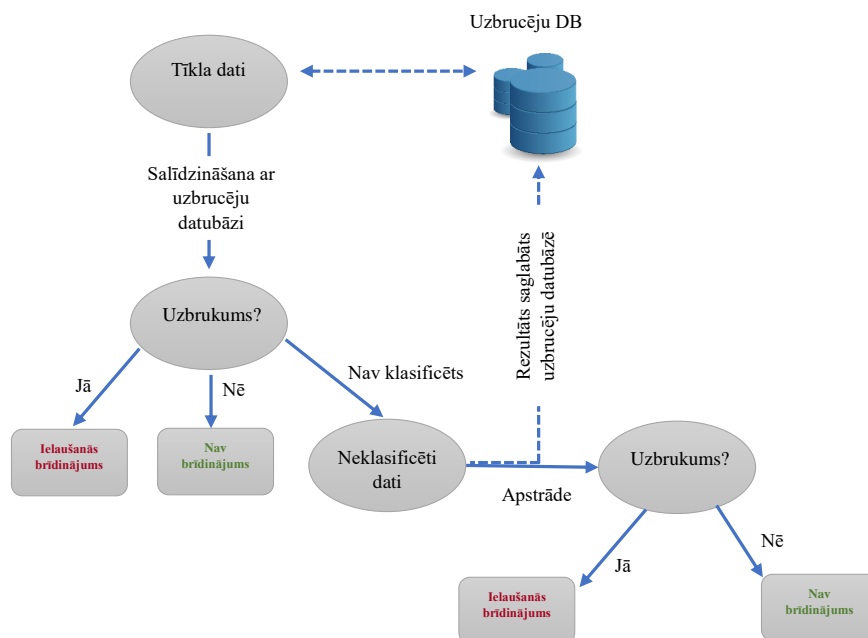 Uzbrucēju DB
Tīkla dati
Salīdzināšana ar
uzbrucēju
datubāzi
Rezultāts saglabāts
uzbrucēju datubāzē
Uzbrukums?
Jā
Nē
Nav klasificēts
Ielaušanās
brīdinājums
Nav
brīdinājums
Neklasificēti
dati
Apstrāde
Uzbrukums?
Jā
Nē
Ielaušanās
brīdinājums
Nav
brīdinājums